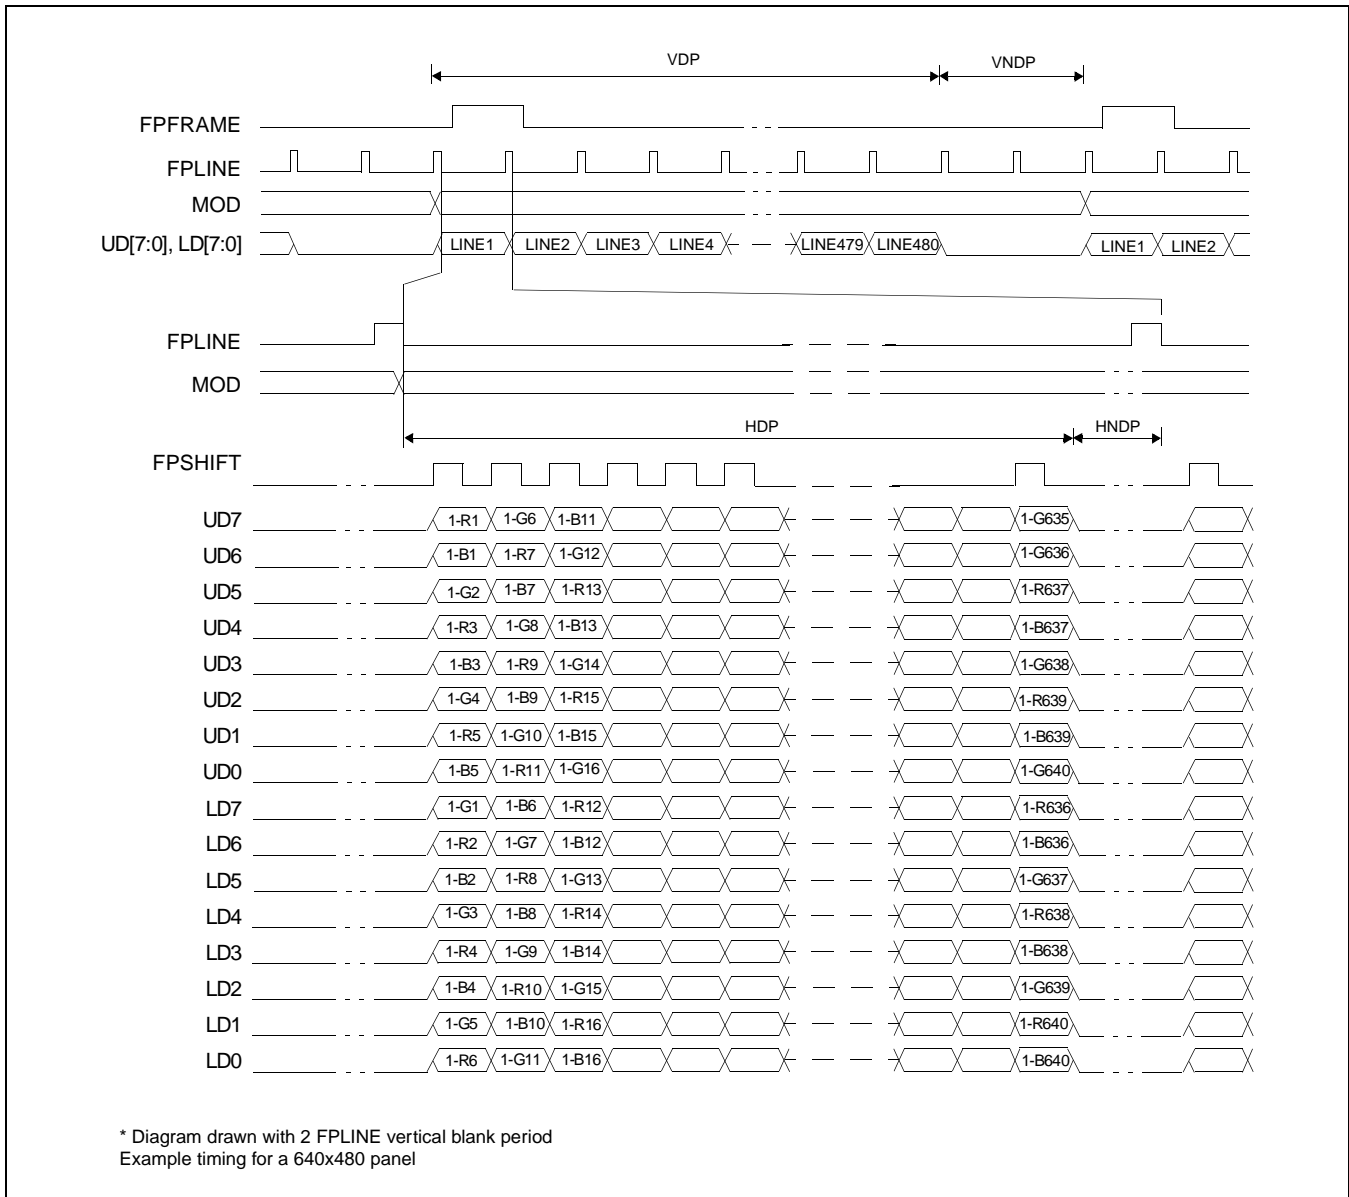 VDP VNDP
FPFRAME
FPLINE
MOD
UD[7:0], LD[7:0] LINE1 LINE2 LINE3 LINE4 LINE479 LINE480 LINE1 LINE2
FPLINE
MOD
HDP HNDP
FPSHIFT
UD7 1-R1 1-G6 1-B11 1-G635
UD6 1-B1 1-R7 1-G12 1-G636
UD5 1-G2 1-B7 1-R13 1-R637
UD4 1-R3 1-G8 1-B13 1-B637
UD3 1-B3 1-R9 1-G14 1-G638
UD2 1-G4 1-B9 1-R15 1-R639
UD1 1-R5 1-G10 1-B15 1-B639
UD0 1-B5 1-R11 1-G16 1-G640
LD7 1-G1 1-B6 1-R12 1-R636
LD6 1-R2 1-G7 1-B12 1-B636
LD5 1-B2 1-R8 1-G13 1-G637
LD4 1-G3 1-B8 1-R14 1-R638
LD3 1-R4 1-G9 1-B14 1-B638
LD2 1-B4 1-R10 1-G15 1-G639
LD1 1-G5 1-B10 1-R16 1-R640
LD0 1-R6 1-G11 1-B16 1-B640
* Diagram drawn with 2 FPLINE vertical blank period
Example timing for a 640x480 panel